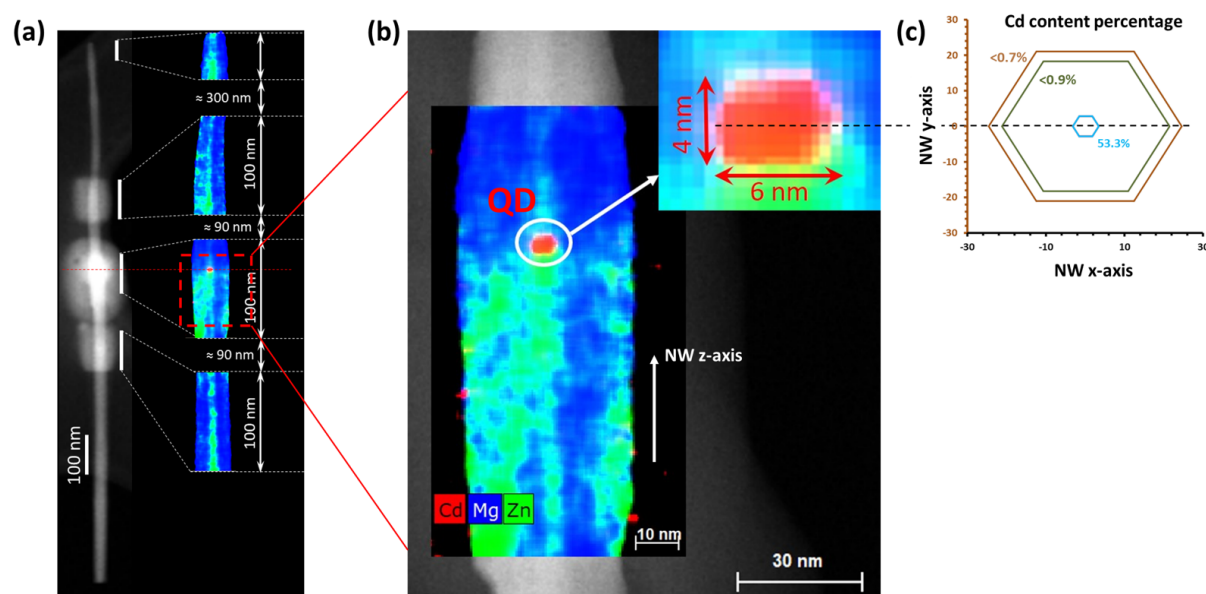 (a)
≈ 300 nm
100 nm
≈ 90 nm
100 nm
≈ 90 nm
100 nm
100 nm
(b)
QD
4 nm
6 nm
NW z-axis
Cd Mg Zn
10 nm
30 nm
(c)
Cd content percentage
<0.7%
<0.9%
53.3%
NW y-axis
30
20
10
0
-10
-20
-30
-30 -10 10 30
NW x-axis